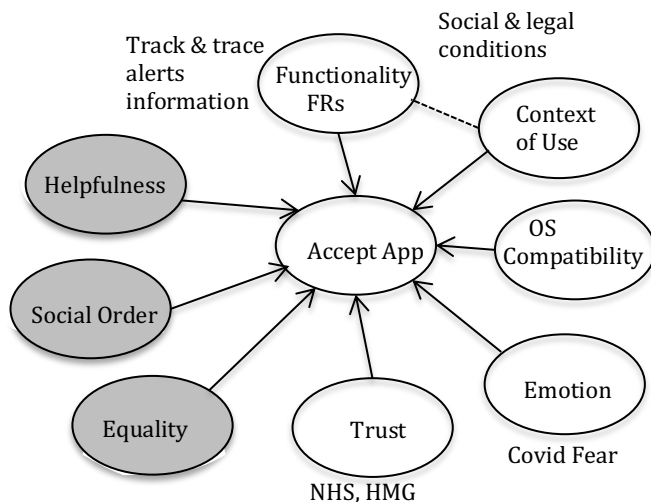 Track & trace
alerts
information
Functionality
FRs
Social & legal
conditions
Context
of Use
Helpfulness
Accept App
OS
Compatibility
Social Order
Equality
Trust
NHS, HMG
Emotion
Covid Fear